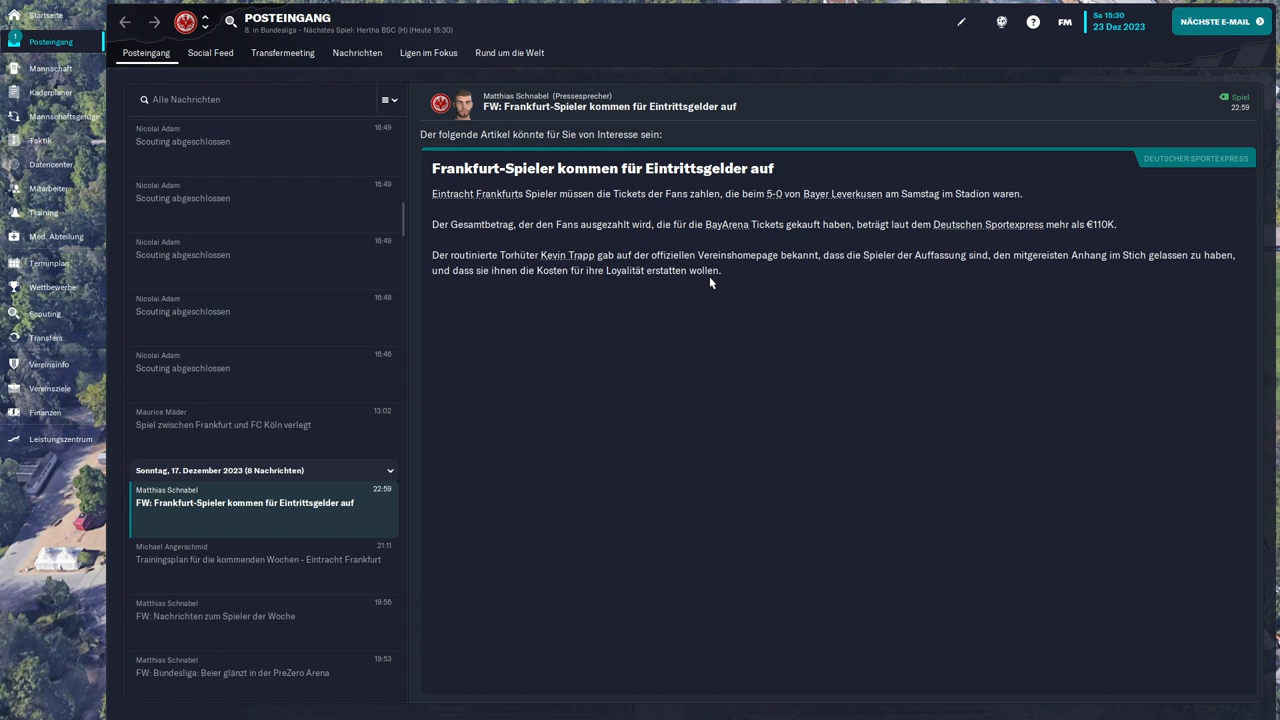 Startseite
1
Posteingang
Mannschaft
Kaderplaner
Mannschaftsgefüge
Taktik
Datencenter
Mitarbeiter
Training
Med. Abteilung
Terminplan
Wettbewerbe
Scouting
Transfers
Vereinsinfo
Vereinsziele
Finanzen
Leistungszentrum
POSTEINGANG
8. in Bundesliga - Nächstes Spiel: Hertha BSC (H) (Heute 15:30)
?
FM
Sa 15:30
23 Dez 2023
NÄCHSTE E-MAIL
Posteingang
Social Feed
Transfermeeting
Nachrichten
Ligen im Fokus
Rund um die Welt
Alle Nachrichten
Nicolai Adam 16:49
Scouting abgeschlossen
Nicolai Adam 16:49
Scouting abgeschlossen
Nicolai Adam 16:49
Scouting abgeschlossen
Nicolai Adam 16:48
Scouting abgeschlossen
Nicolai Adam 16:46
Scouting abgeschlossen
Maurice Mäder 13:02
Spiel zwischen Frankfurt und FC Köln verlegt
Sonntag, 17. Dezember 2023 (8 Nachrichten)
Matthias Schnabel 22:59
FW: Frankfurt-Spieler kommen für Eintrittsgelder auf
Michael Angerschmid 21:11
Trainingsplan für die kommenden Wochen - Eintracht Frankfurt
Matthias Schnabel 19:56
FW: Nachrichten zum Spieler der Woche
Matthias Schnabel 19:53
FW: Bundesliga: Beier glänzt in der PreZero Arena
Matthias Schnabel (Pressesprecher)
FW: Frankfurt-Spieler kommen für Eintrittsgelder auf
Spiel
22:59
Der folgende Artikel könnte für Sie von Interesse sein:
DEUTSCHER SPORTEXPRESS
Frankfurt-Spieler kommen für Eintrittsgelder auf
Eintracht Frankfurts Spieler müssen die Tickets der Fans zahlen, die beim 5-0 von Bayer Leverkusen am Samstag im Stadion waren.
Der Gesamtbetrag, der den Fans ausgezahlt wird, die für die BayArena Tickets gekauft haben, beträgt laut dem Deutschen Sportexpress mehr als €110K.
Der routinierte Torhüter Kevin Trapp gab auf der offiziellen Vereinshomepage bekannt, dass die Spieler der Auffassung sind, den mitgereisten Anhang im Stich gelassen zu haben,
und dass sie ihnen die Kosten für ihre Loyalität erstatten wollen.